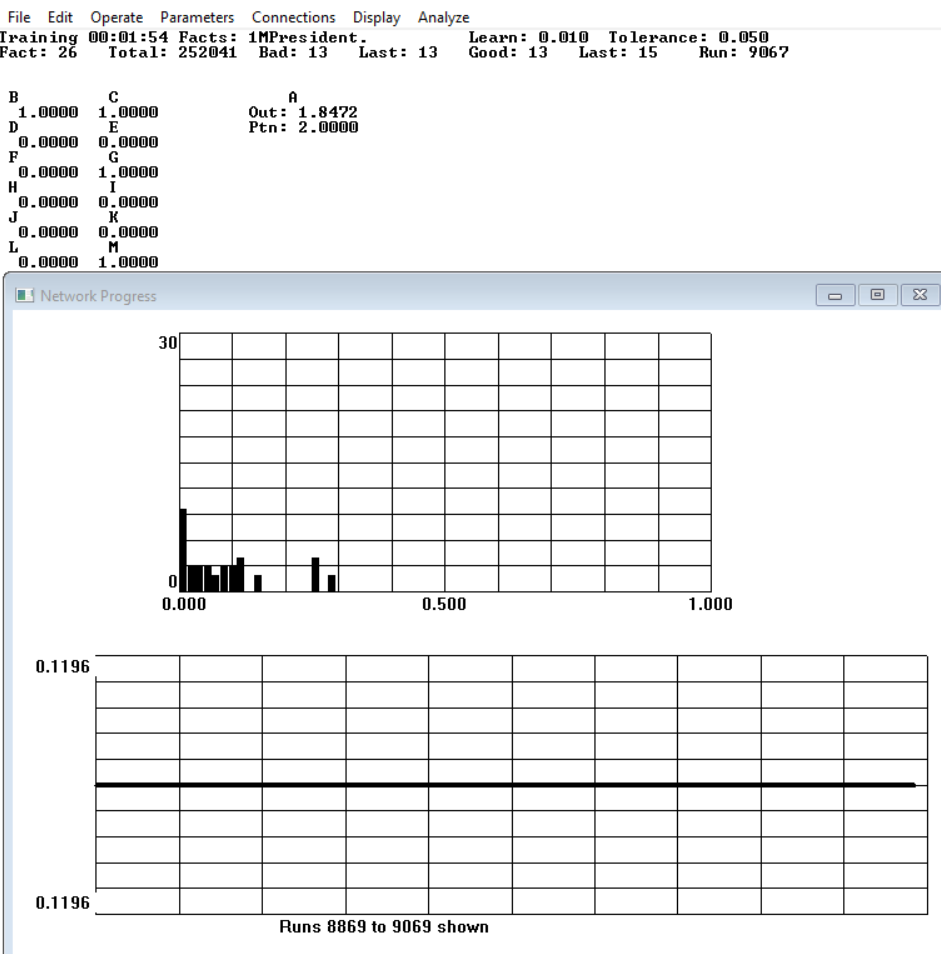 File Edit Operate Parameters Connections Display Analyze
Training 00:01:54 Facts: 1MPresident. Learn: 0.010 Tolerance: 0.050
Fact: 26 Total: 252041 Bad: 13 Last: 13 Good: 13 Last: 15 Run: 9067
B C A
1.0000 1.0000 Out: 1.8472
D E Ptn: 2.0000
0.0000 0.0000
F G
0.0000 1.0000
H I
0.0000 0.0000
J K
0.0000 0.0000
L M
0.0000 1.0000
Network Progress
30
0
0.000 0.500 1.000
0.1196
0.1196
Runs 8869 to 9069 shown